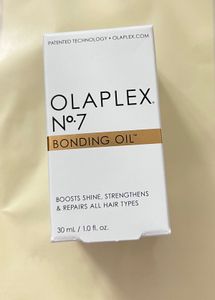 PATENTED TECHNOLOGY • OLAPLEX.COM
OLAPLEX.
Nº.7
BONDING OIL™
BOOSTS SHINE, STRENGTHENS
& REPAIRS ALL HAIR TYPES
30 mL / 1.0 fl. oz.